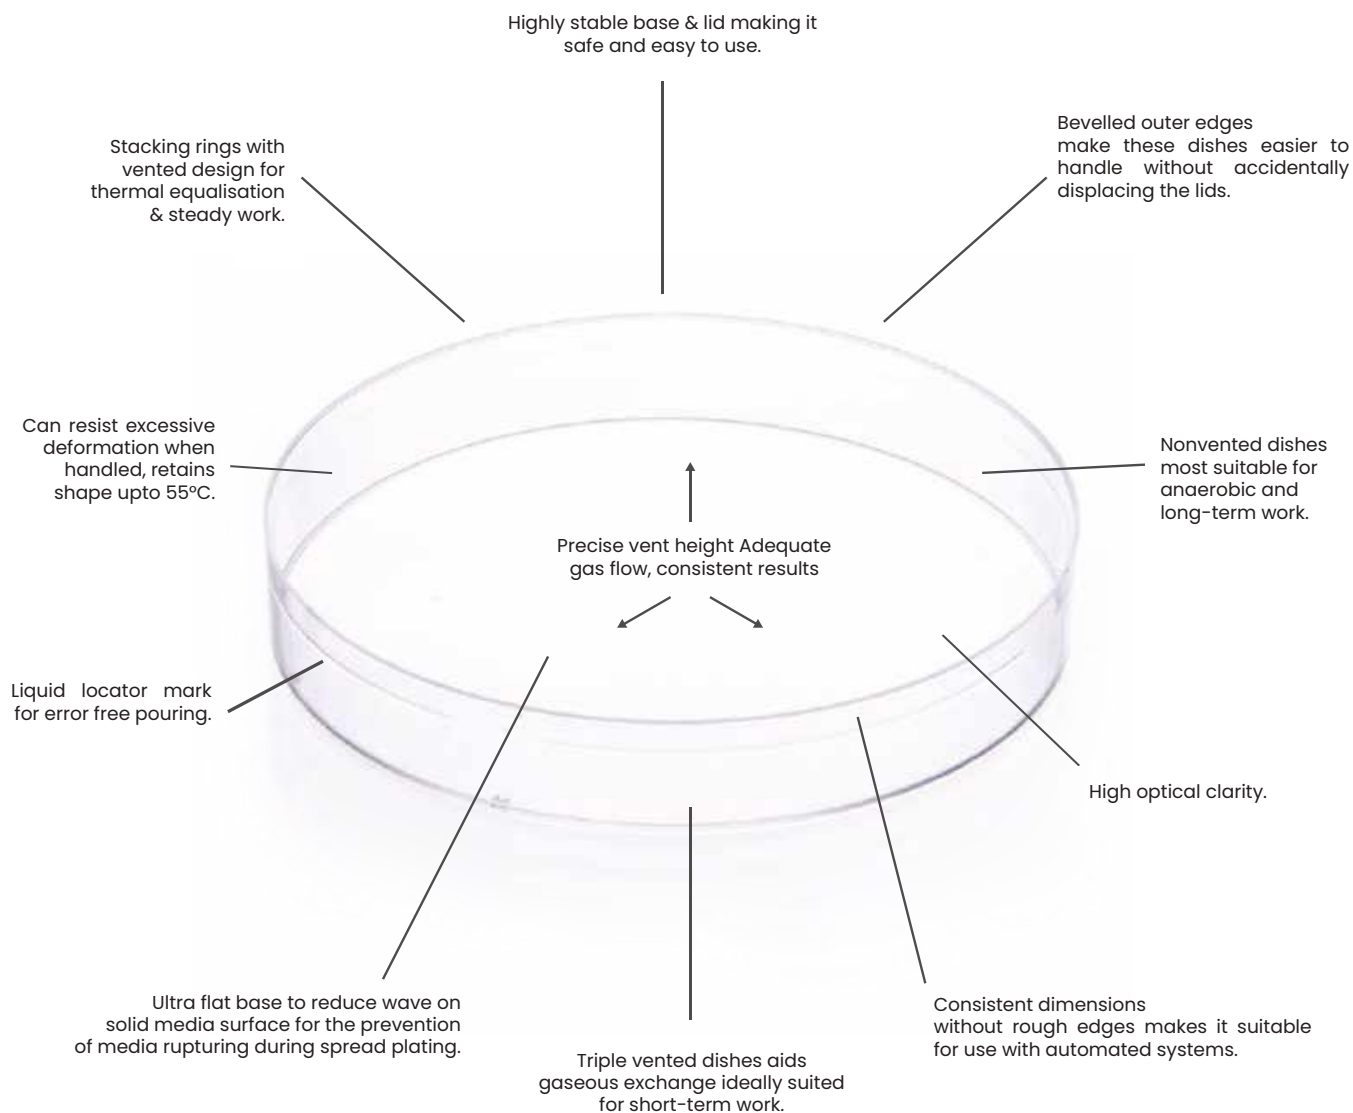 Highly stable base & lid making it
safe and easy to use.
Stacking rings with
vented design for
thermal equalisation
& steady work.
Bevelled outer edges
make these dishes easier to
handle without accidentally
displacing the lids.
Can resist excessive
deformation when
handled, retains
shape upto 55°C.
Nonvented dishes
most suitable for
anaerobic and
long-term work.
Precise vent height Adequate
gas flow, consistent results
Liquid locator mark
for error free pouring.
High optical clarity.
Ultra flat base to reduce wave on
solid media surface for the prevention
of media rupturing during spread plating.
Triple vented dishes aids
gaseous exchange ideally suited
for short-term work.
Consistent dimensions
without rough edges makes it suitable
for use with automated systems.